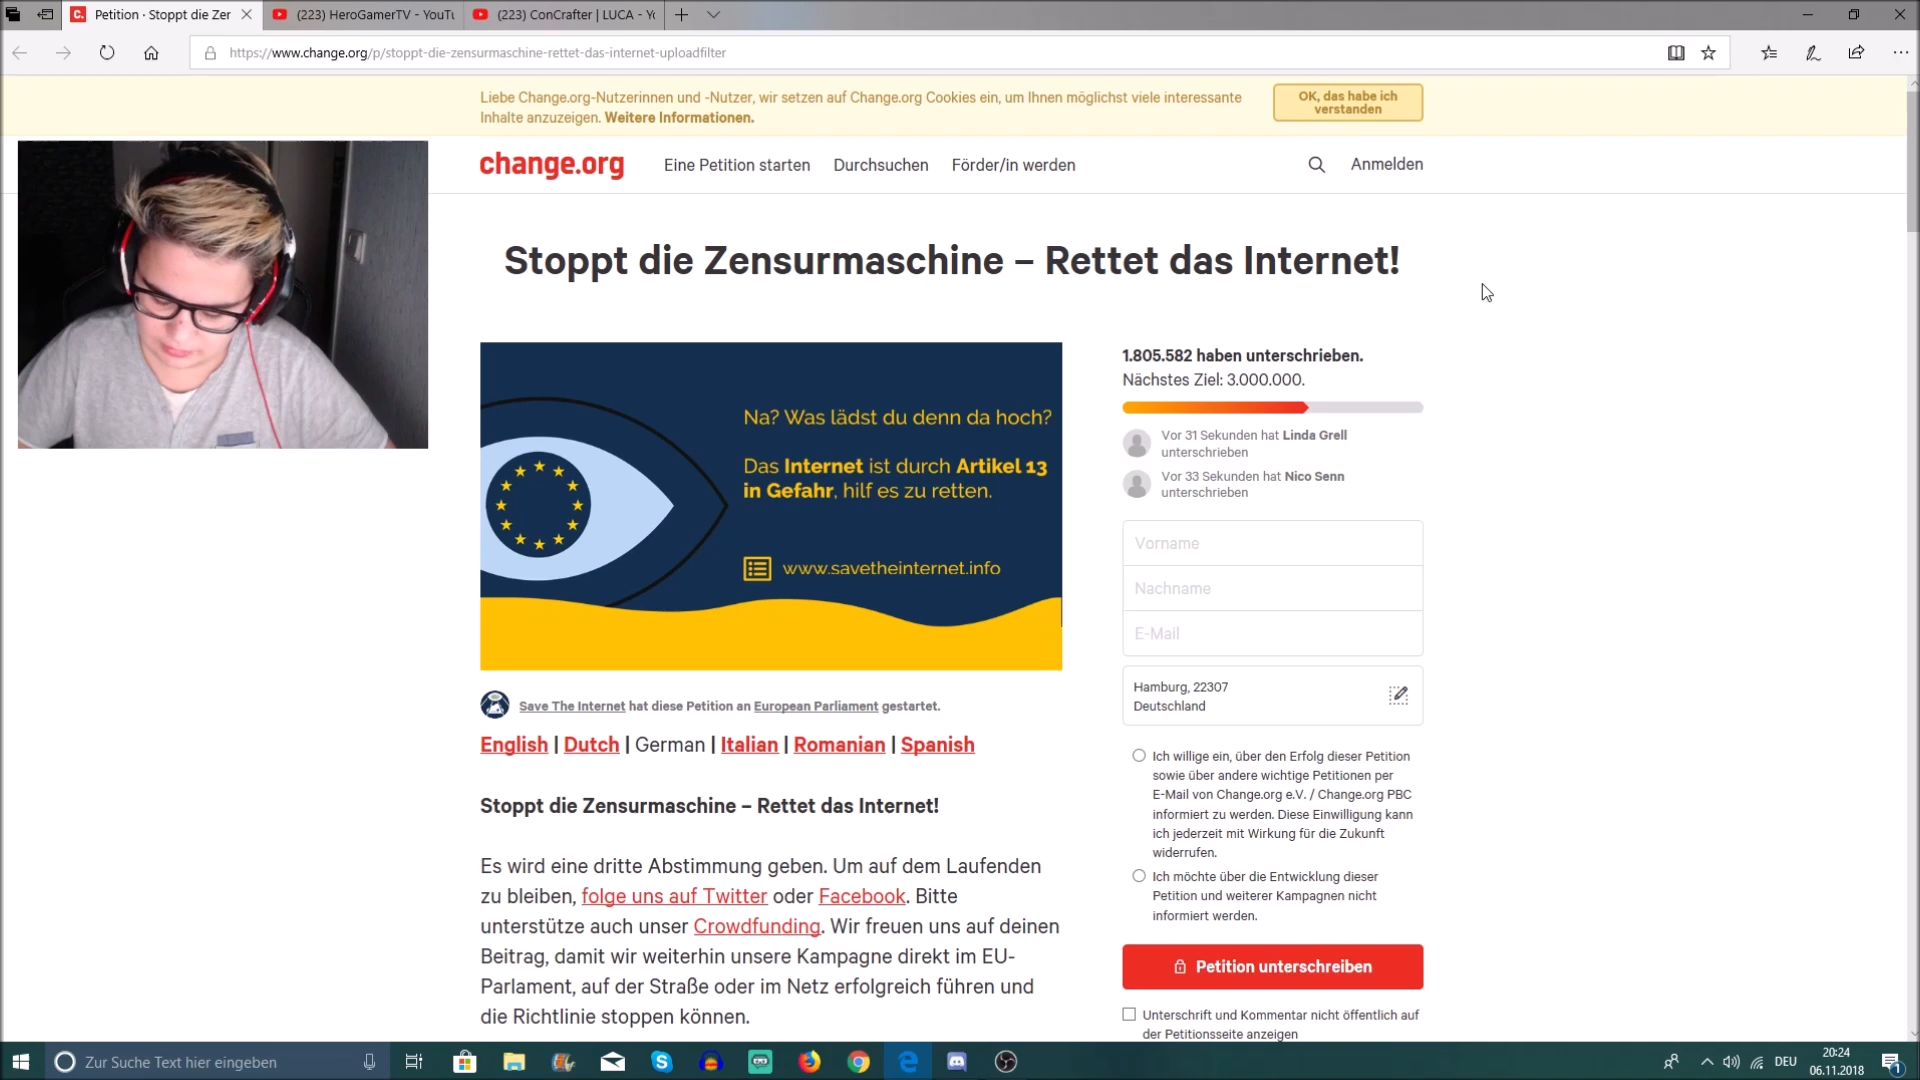 Petition · Stoppt die Zer
(223) HeroGamerTV - YouTu
(223) ConCrafter | LUCA - Yo
https://www.change.org/p/stoppt-die-zensurmaschine-rettet-das-internet-uploadfilter
Liebe Change.org-Nutzerinnen und -Nutzer, wir setzen auf Change.org Cookies ein, um Ihnen möglichst viele interessante
Inhalte anzuzeigen. Weitere Informationen.
OK, das habe ich
verstanden
change.org
Eine Petition starten
Durchsuchen
Förder/in werden
Anmelden
Stoppt die Zensurmaschine – Rettet das Internet!
Na? Was lädst du denn da hoch?
Das Internet ist durch Artikel 13
in Gefahr, hilf es zu retten.
www.savetheinternet.info
Save The Internet hat diese Petition an European Parliament gestartet.
English | Dutch | German | Italian | Romanian | Spanish
Stoppt die Zensurmaschine – Rettet das Internet!
Es wird eine dritte Abstimmung geben. Um auf dem Laufenden
zu bleiben, folge uns auf Twitter oder Facebook. Bitte
unterstütze auch unser Crowdfunding. Wir freuen uns auf deinen
Beitrag, damit wir weiterhin unsere Kampagne direkt im EU-
Parlament, auf der Straße oder im Netz erfolgreich führen und
die Richtlinie stoppen können.
1.805.582 haben unterschrieben.
Nächstes Ziel: 3.000.000.
Vor 31 Sekunden hat Linda Grell
unterschrieben
Vor 33 Sekunden hat Nico Senn
unterschrieben
Vorname
Nachname
E-Mail
Hamburg, 22307
Deutschland
Ich willige ein, über den Erfolg dieser Petition
sowie über andere wichtige Petitionen per
E-Mail von Change.org e.V. / Change.org PBC
informiert zu werden. Diese Einwilligung kann
ich jederzeit mit Wirkung für die Zukunft
widerrufen.
Ich möchte über die Entwicklung dieser
Petition und weiterer Kampagnen nicht
informiert werden.
Petition unterschreiben
Unterschrift und Kommentar nicht öffentlich auf
der Petitionsseite anzeigen
Zur Suche Text hier eingeben
DEU
20:24
06.11.2018
1